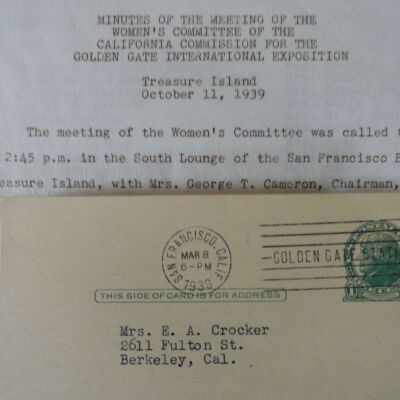 MINUTES OF THE MEETING OF THE
WOMEN'S COMMITTEE OF THE
CALIFORNIA COMMISSION FOR THE
GOLDEN GATE INTERNATIONAL EXPOSITION
Treasure Island
October 11, 1939
The meeting of the Women's Committee was called
2:45 p.m. in the South Lounge of the San Francisco
easure Island, with Mrs. George T. Cameron, Chairman,
SAN FRANCISCO, CALIF.
MAR 8
6-PM
GOLDEN GATE STATI
THIS SIDE OF CARD IS FOR ADDRESS
Mrs. E. A. Crocker
2611 Fulton St.
Berkeley, Cal.